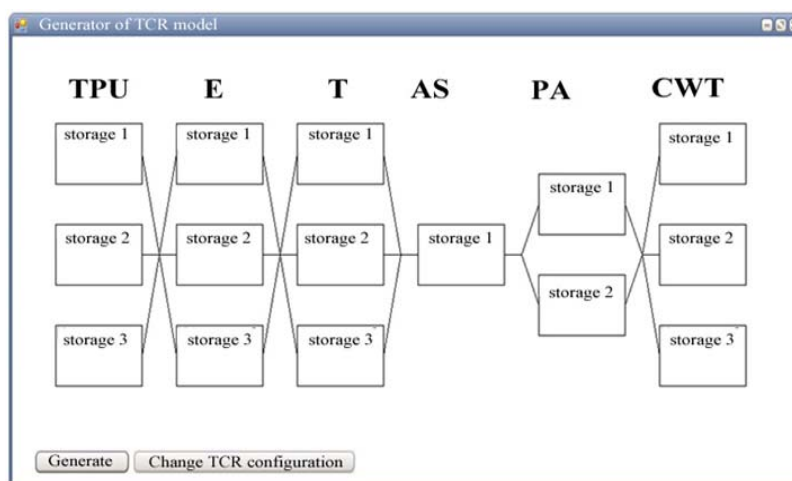 Generator of TCR model
TPU E T AS PA CWT
storage 1 storage 1 storage 1 storage 1
storage 1
storage 2 storage 2 storage 2 storage 1 storage 2
storage 2
storage 3 storage 3 storage 3 storage 3
Generate Change TCR configuration